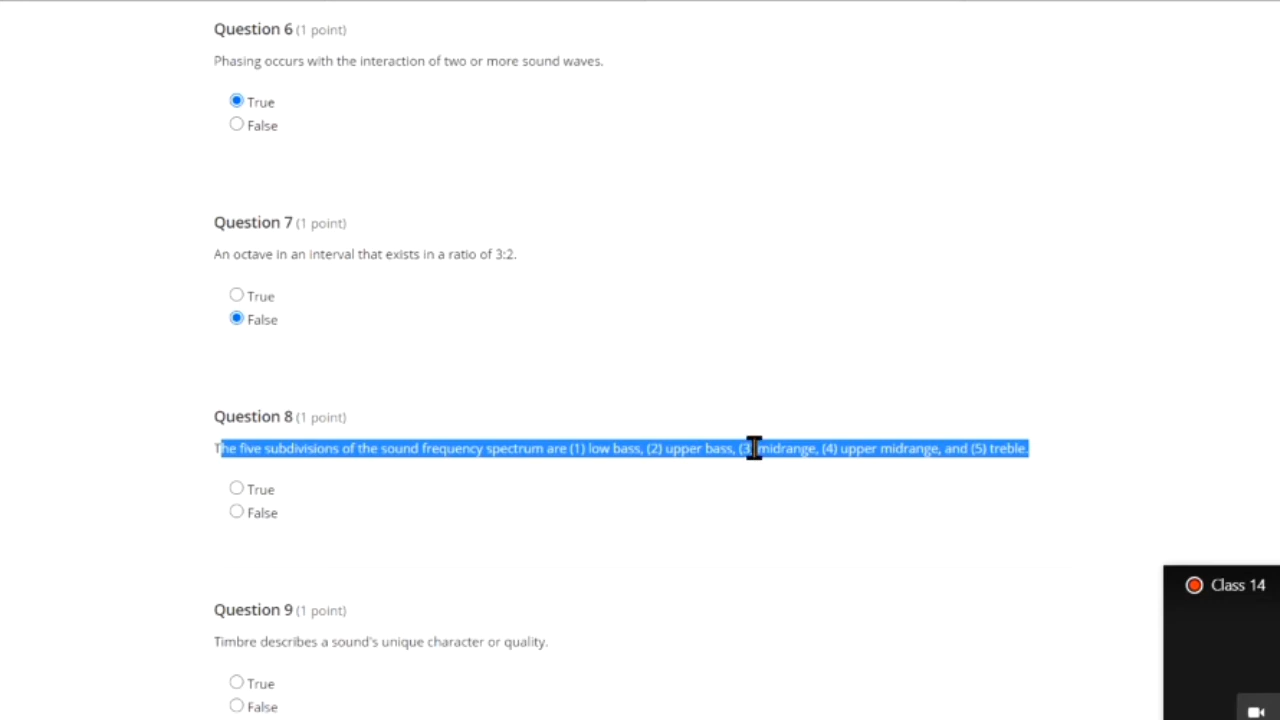 Question 6 (1 point)
Phasing occurs with the interaction of two or more sound waves.
True
False
Question 7 (1 point)
An octave in an interval that exists in a ratio of 3:2.
True
False
Question 8 (1 point)
The five subdivisions of the sound frequency spectrum are (1) low bass, (2) upper bass, (3) midrange, (4) upper midrange, and (5) treble.
True
False
Class 14
Question 9 (1 point)
Timbre describes a sound's unique character or quality.
True
False